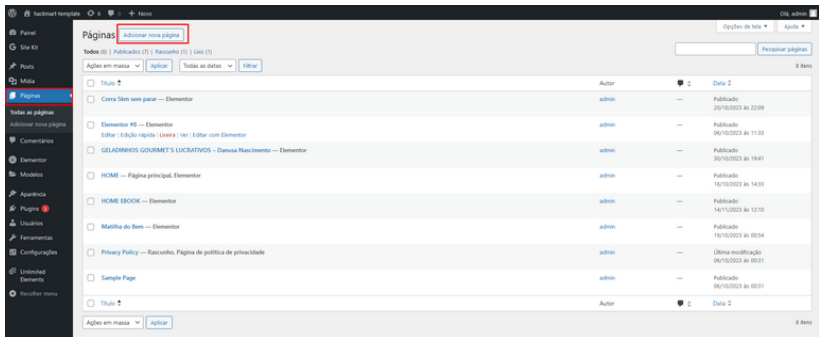 hackmart-template 0 + Novo Olá, admin
Opções de tela ▼ Ajuda ▼
Painel
Site Kit
Posts
Mídia
Páginas
Todas as páginas
Adicionar nova página
Comentários
Elementor
Modelos
Aparência
Plugins
Usuários
Ferramentas
Configurações
Unlimited
Elements
Recolher menu
Páginas Adicionar nova página
Todos (8) | Publicados (7) | Rascunho (1) | Lixo (1) Pesquisar páginas
Ações em massa Aplicar Todas as datas Filtrar 8 itens
Título Autor Data
Corra 5km sem parar — Elementor admin — Publicado
20/10/2023 às 22:09
Elementor #8 — Elementor admin — Publicado
Editar | Edição rápida | Lixeira | Ver | Editar com Elementor 06/10/2023 às 11:33
GELADINHOS GOURMET'S LUCRATIVOS – Danusa Nascimento — Elementor admin — Publicado
30/10/2023 às 19:41
HOME — Página principal, Elementor admin — Publicado
18/10/2023 às 14:03
HOME EBOOK — Elementor admin — Publicado
14/11/2023 às 12:10
Matilha do Bem — Elementor admin — Publicado
19/10/2023 às 00:54
Privacy Policy — Rascunho, Página de política de privacidade admin — Última modificação
06/10/2023 às 00:31
Sample Page admin — Publicado
06/10/2023 às 00:31
Título Autor Data
Ações em massa Aplicar 8 itens